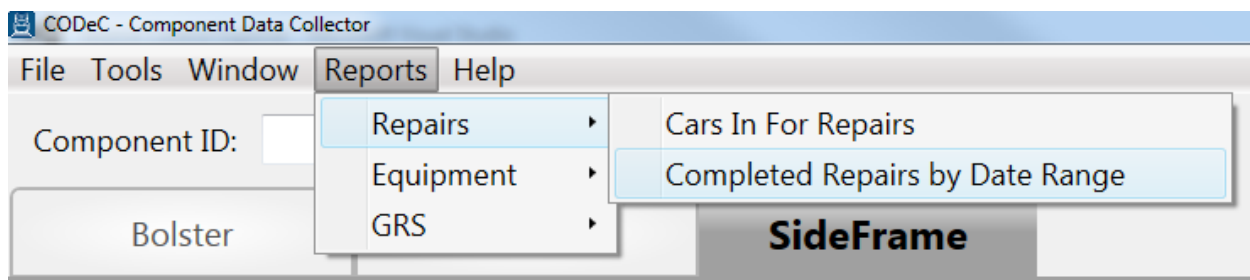 CODeC - Component Data Collector
File Tools Window Reports Help
Component ID:
Repairs
Equipment
GRS
Cars In For Repairs
Completed Repairs by Date Range
Bolster
SideFrame